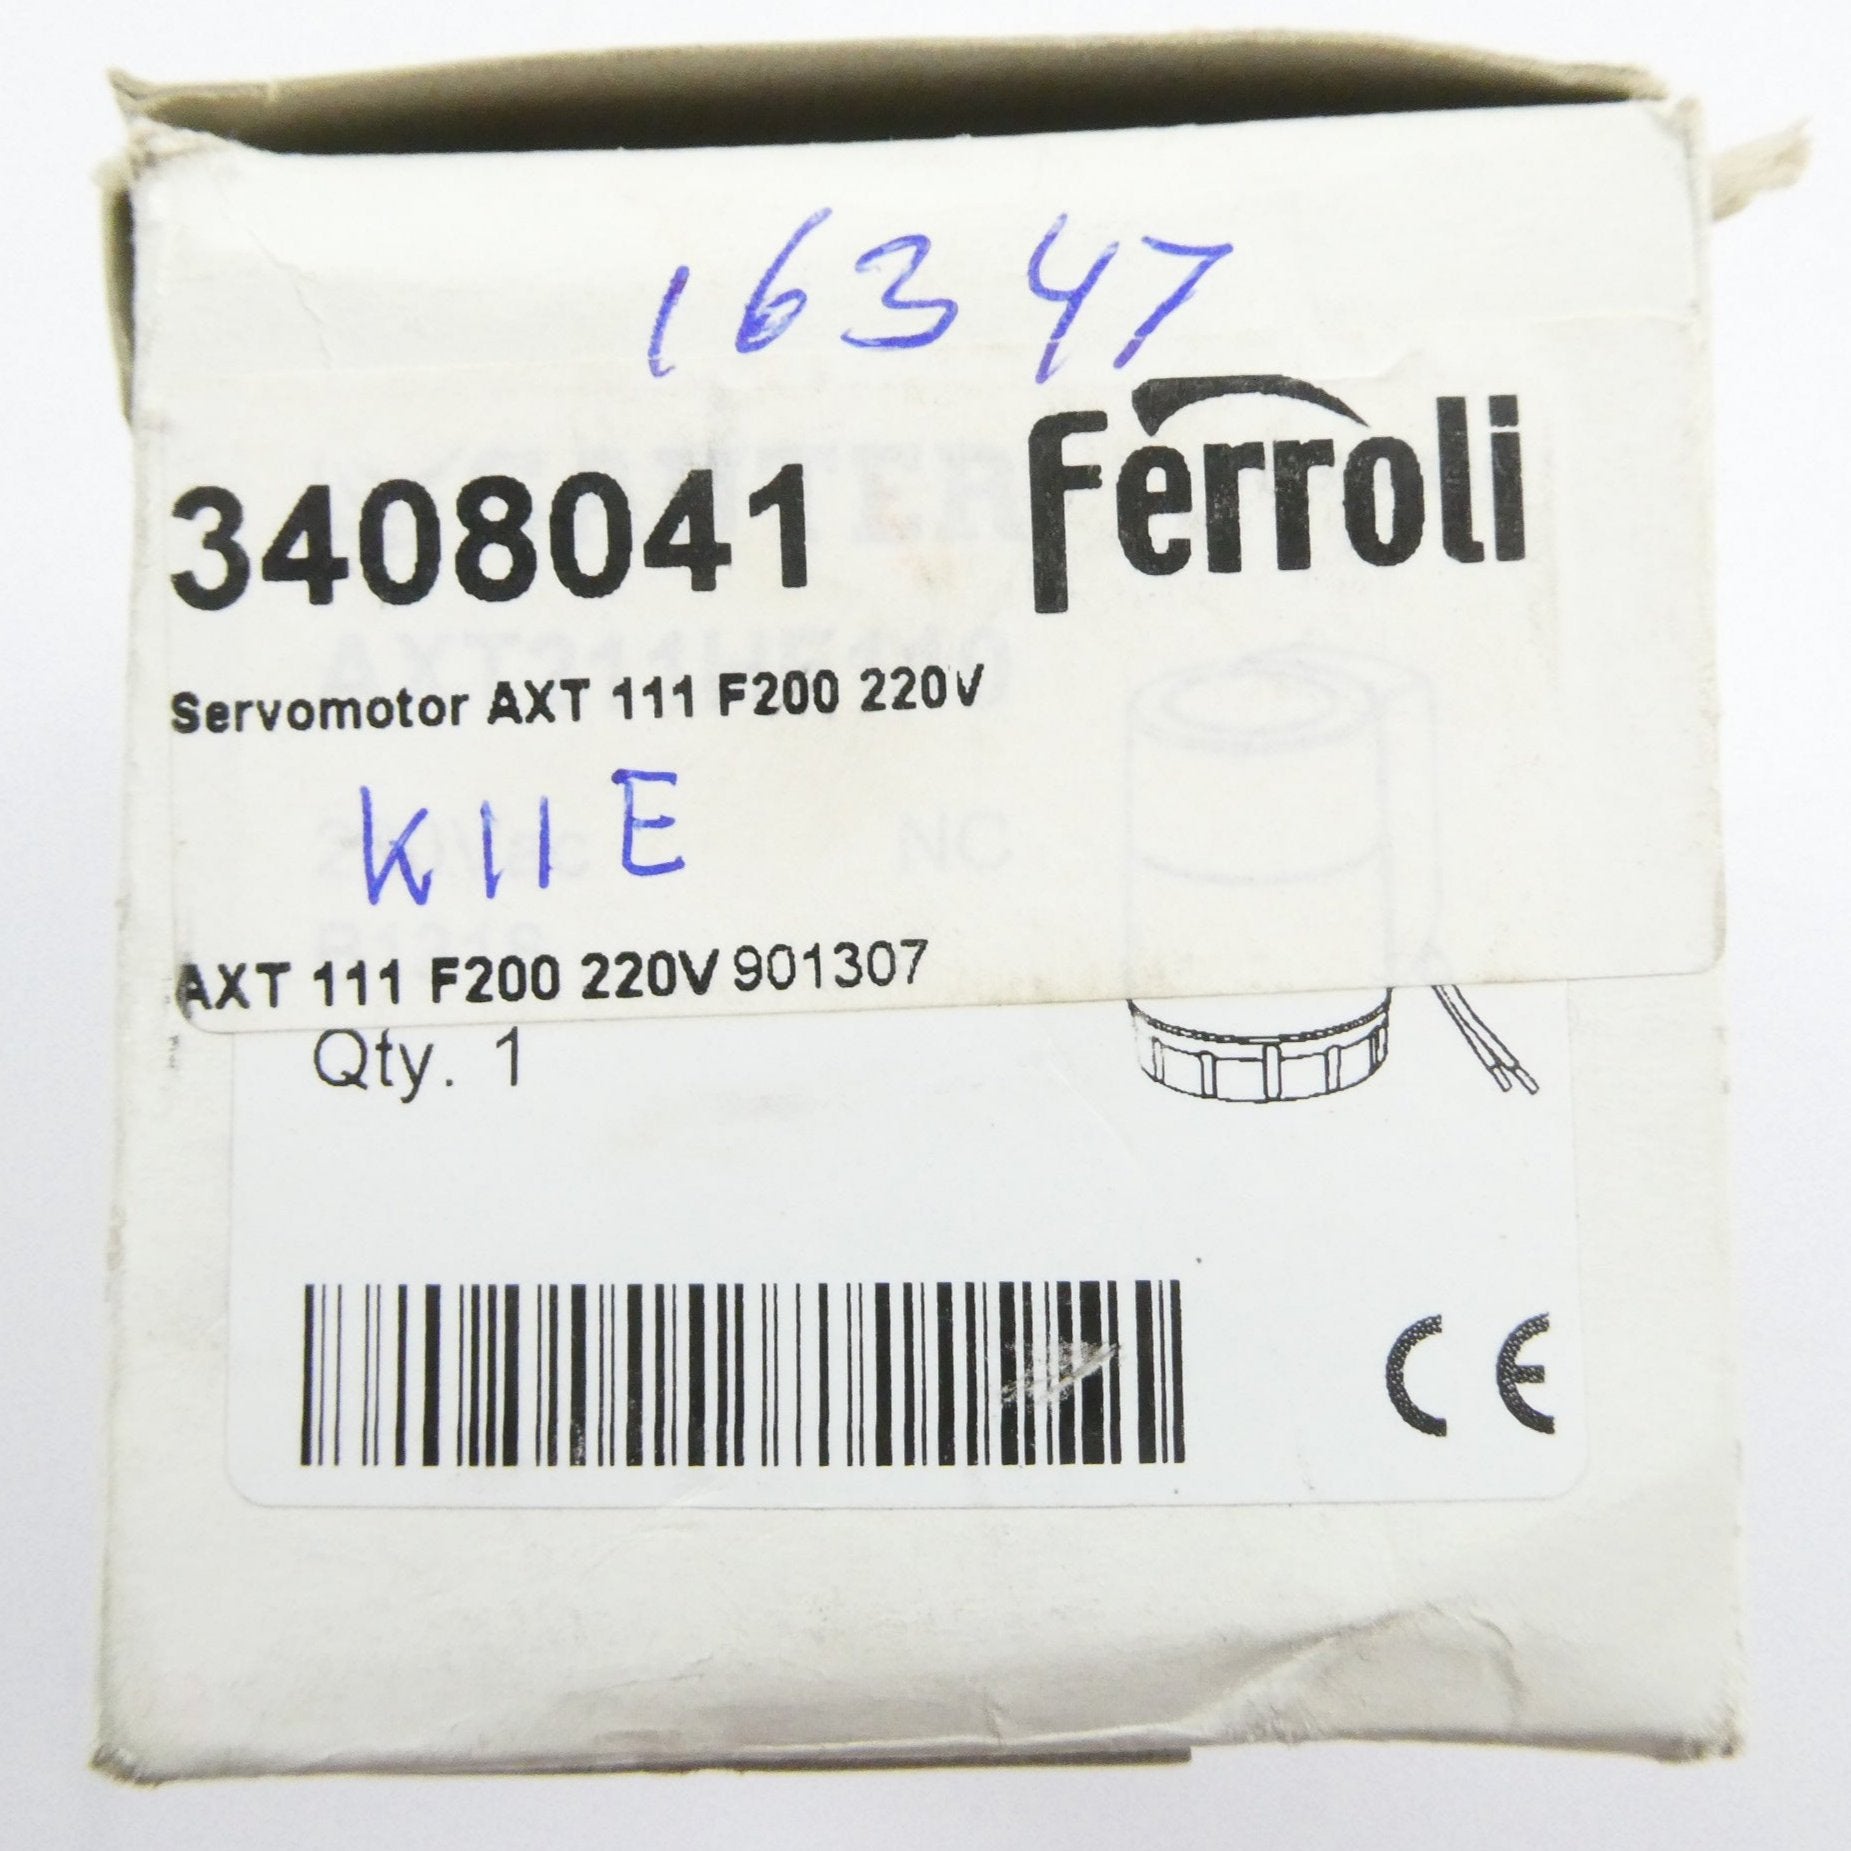 16347
Ferroli
3408041
Servomotor AXT 111 F200 220V
K11E
AXT 111 F200 220V 901307
Qty. 1
CE